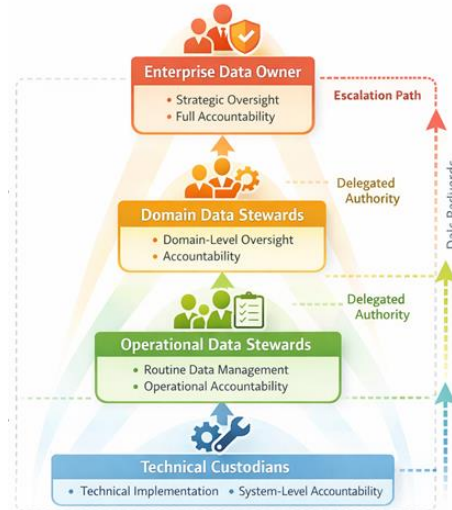 Enterprise Data Owner
• Strategic Oversight
• Full Accountability
Escalation Path
Delegated
Authority
Domain Data Stewards
• Domain-Level Oversight
• Accountability
Delegated
Authority
Operational Data Stewards
• Routine Data Management
• Operational Accountability
Technical Custodians
• Technical Implementation • System-Level Accountability